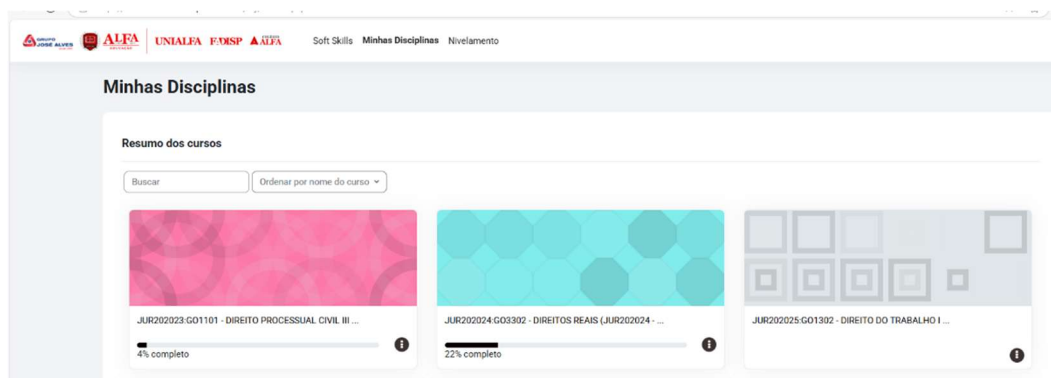 GRUPO JOSÉ ALVES ALFA EDUCAÇÃO UNIALFA FADISP ALFA Soft Skills Minhas Disciplinas Nivelamento
Minhas Disciplinas
Resumo dos cursos
Buscar Ordenar por nome do curso
JUR202023:GO1101 - DIREITO PROCESSUAL CIVIL III ... JUR202024:GO3302 - DIREITOS REAIS (JUR202024 - ... JUR202025:GO1302 - DIREITO DO TRABALHO I ...
4% completo 22% completo